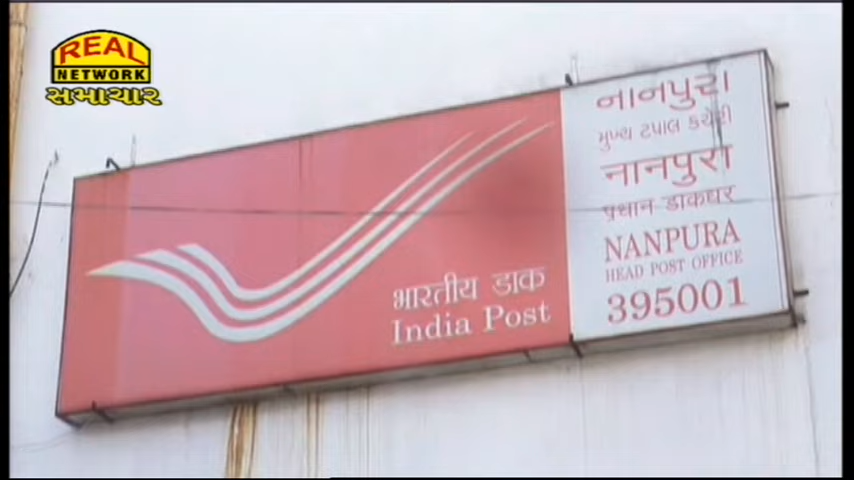 REAL
NETWORK
સમાચાર
भारतीय डाक
India Post
નાનપુરા
મુખ્ય ટપાલ કચેરી
नानपुरा
प्रधान डाकघर
NANPURA
HEAD POST OFFICE
395001